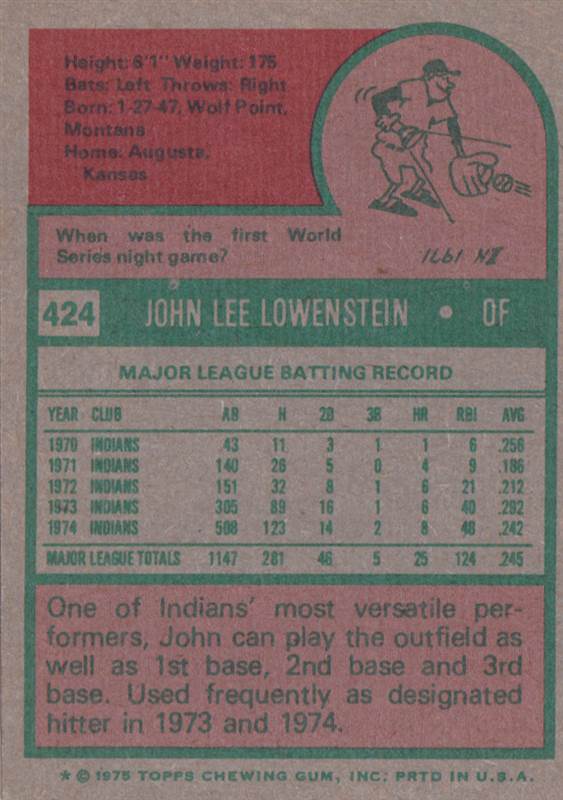 Height: 6'1" Weight: 175
Bats: Left Throws: Right
Born: 1-27-47, Wolf Point,
Montana
Home: Augusta,
Kansas
When was the first World
Series night game?
IN 1971
424 JOHN LEE LOWENSTEIN • OF
MAJOR LEAGUE BATTING RECORD
YEAR CLUB AB H 2B 3B HR RBI AVG
1970 INDIANS 43 11 3 1 1 6 .256
1971 INDIANS 140 26 5 0 4 9 .186
1972 INDIANS 151 32 8 1 6 21 .212
1973 INDIANS 305 89 16 1 6 40 .292
1974 INDIANS 508 123 14 2 8 48 .242
MAJOR LEAGUE TOTALS 1147 281 46 5 25 124 .245
One of Indians' most versatile per-
formers, John can play the outfield as
well as 1st base, 2nd base and 3rd
base. Used frequently as designated
hitter in 1973 and 1974.
* © 1975 TOPPS CHEWING GUM, INC. PRTD IN U.S.A.